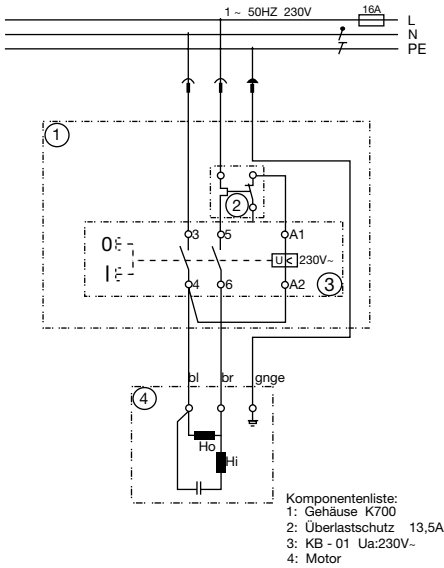 1 ~ 50HZ 230V
16A
L
N
PE
1
2
3
5
A1
0
I
U<
230V~
4
6
A2
3
bl
br
gnge
4
Ho
Hi
Komponentenliste:
1: Gehäuse K700
2: Überlastschutz 13,5A
3: KB - 01 Ua:230V~
4: Motor